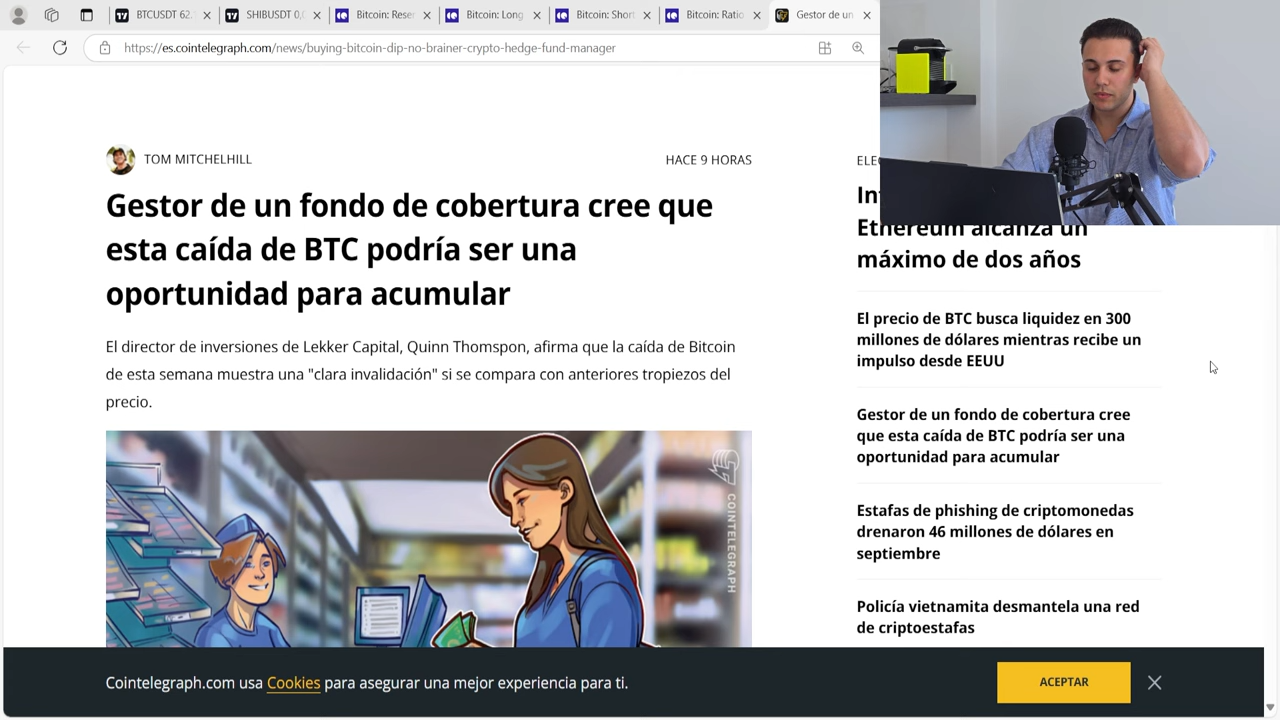 BTCUSDT 62.
SHIBUSDT 0,0
Bitcoin: Reser
Bitcoin: Long
Bitcoin: Short
Bitcoin: Ratio
Gestor de un
https://es.cointelegraph.com/news/buying-bitcoin-dip-no-brainer-crypto-hedge-fund-manager
TOM MITCHELHILL
HACE 9 HORAS
Gestor de un fondo de cobertura cree que
esta caída de BTC podría ser una
oportunidad para acumular
El director de inversiones de Lekker Capital, Quinn Thomspon, afirma que la caída de Bitcoin
de esta semana muestra una "clara invalidación" si se compara con anteriores tropiezos del
precio.
COINTELEGRAPH
Ethereum alcanza un
máximo de dos años
El precio de BTC busca liquidez en 300
millones de dólares mientras recibe un
impulso desde EEUU
Gestor de un fondo de cobertura cree
que esta caída de BTC podría ser una
oportunidad para acumular
Estafas de phishing de criptomonedas
drenaron 46 millones de dólares en
septiembre
Policía vietnamita desmantela una red
de criptoestafas
Cointelegraph.com usa Cookies para asegurar una mejor experiencia para ti.
ACEPTAR